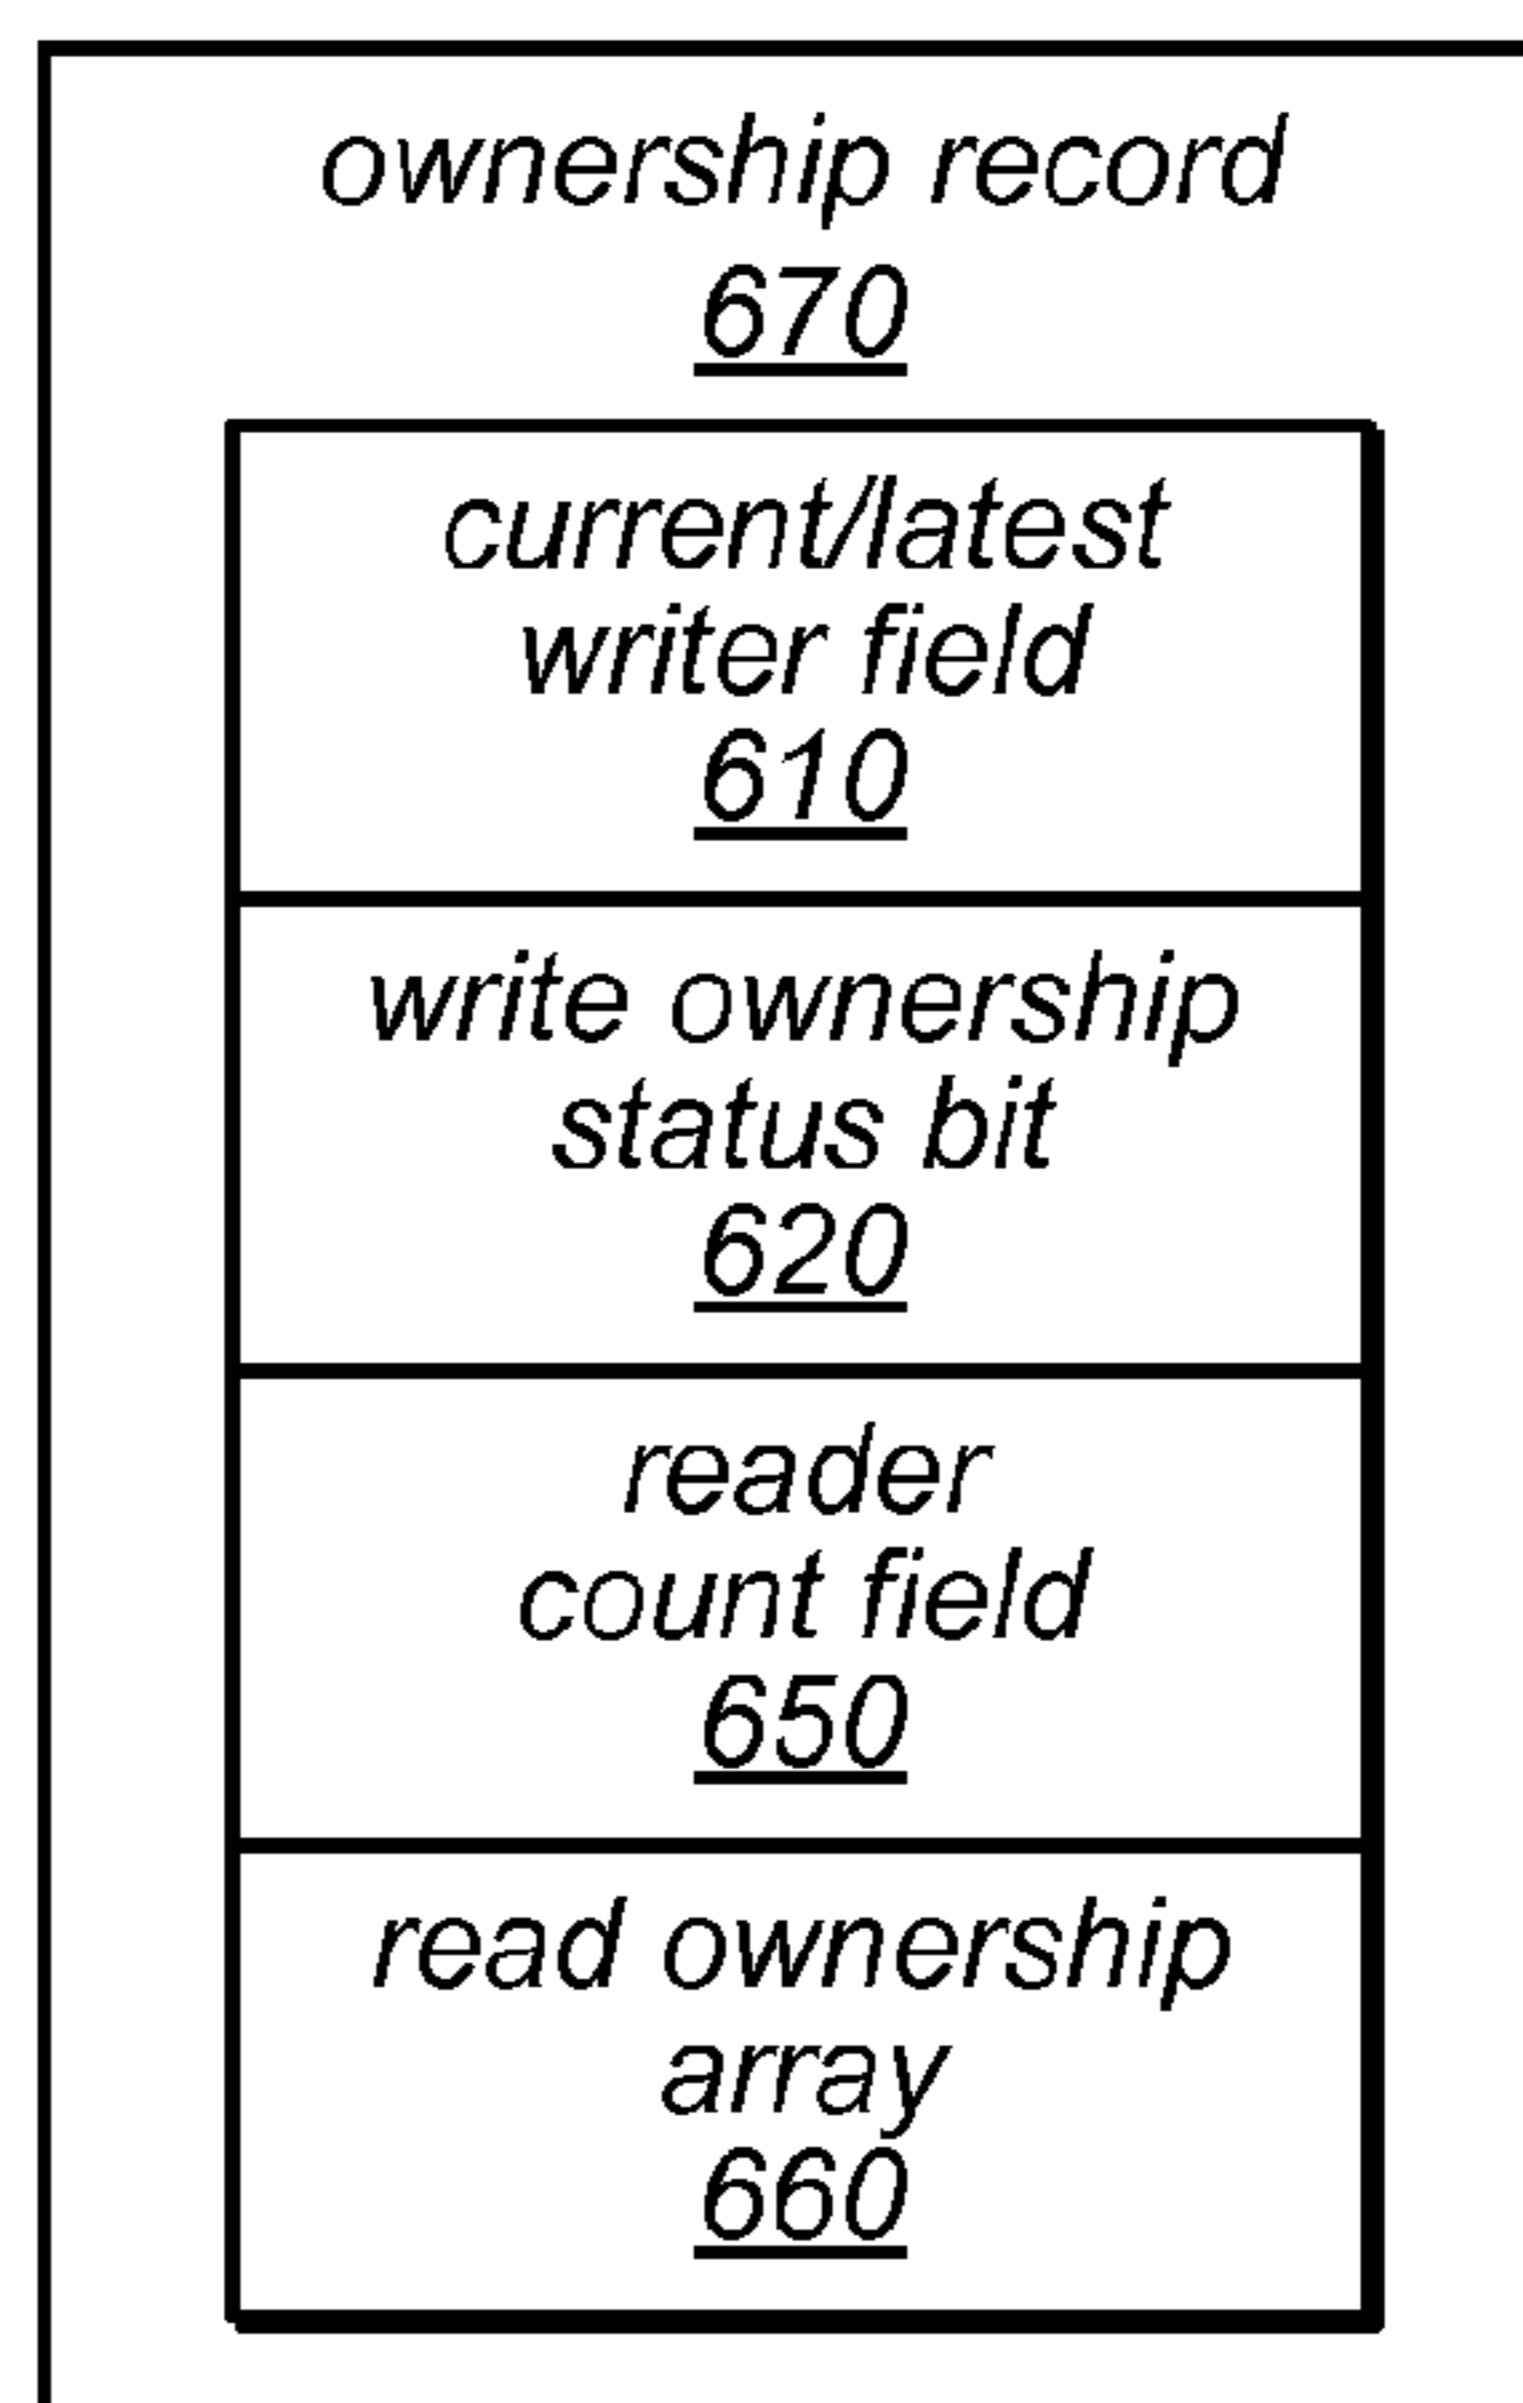 ownership record
670
current/latest
writer field
610
write ownership
status bit
620
reader
count field
650
read ownership
array
660